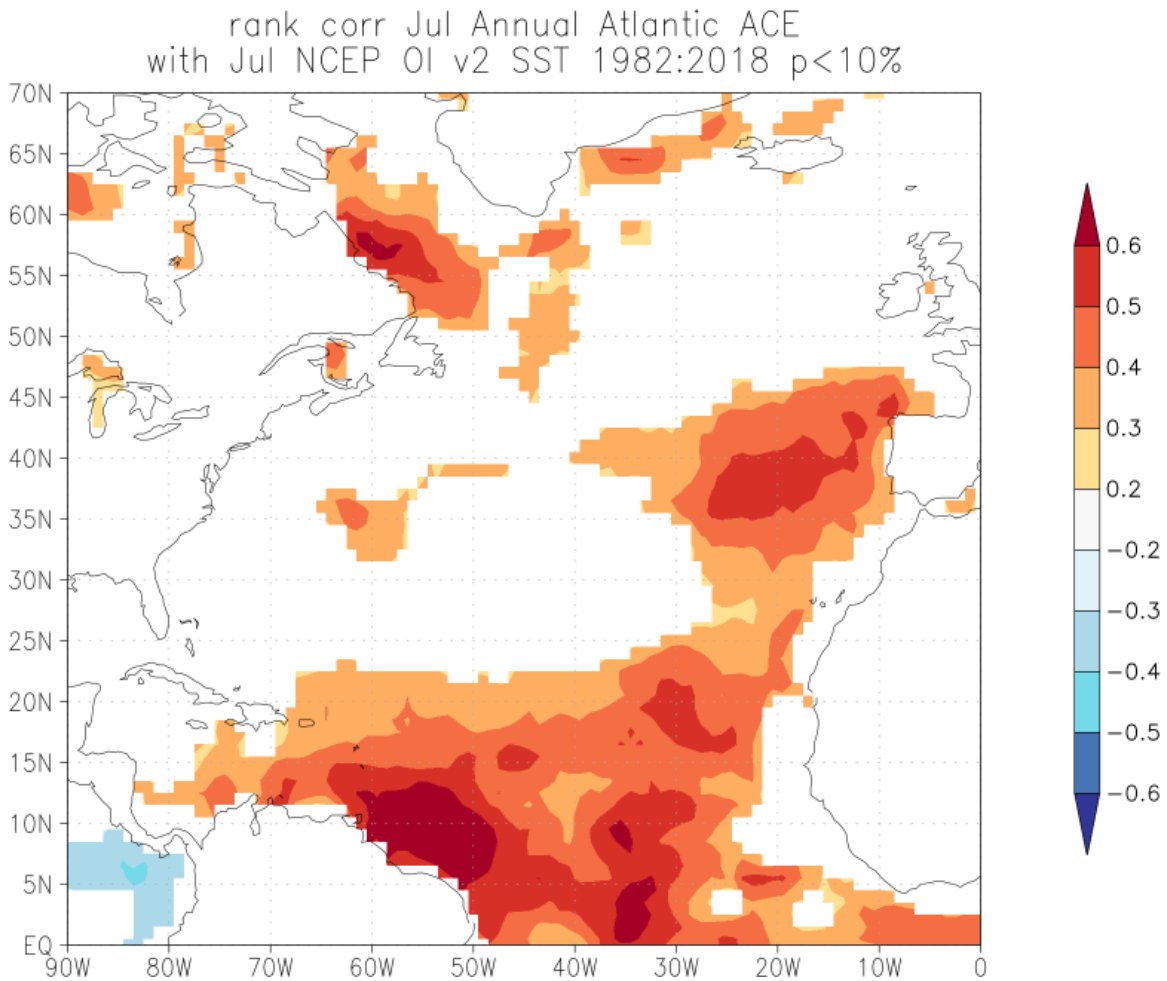 rank corr Jul Annual Atlantic ACE
with Jul NCEP OI v2 SST 1982:2018 p<10%
70N
65N
60N
55N
50N
45N
40N
35N
30N
25N
20N
15N
10N
5N
EQ
90W 80W 70W 60W 50W 40W 30W 20W 10W 0
0.6
0.5
0.4
0.3
0.2
−0.2
−0.3
−0.4
−0.5
−0.6